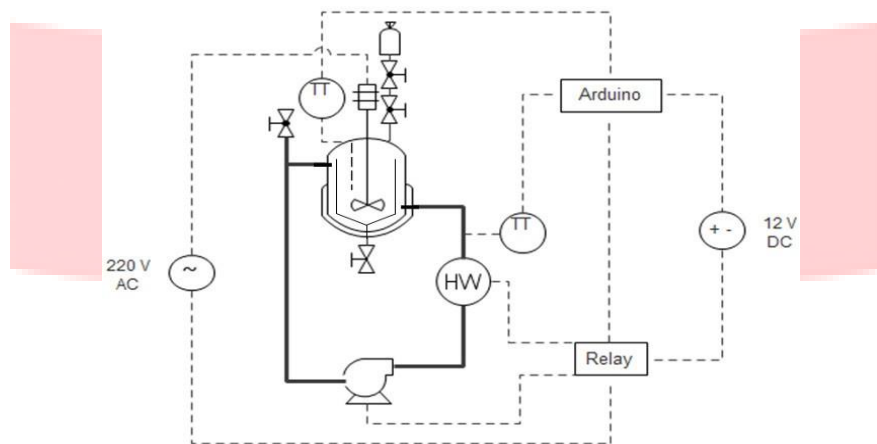 TT
Arduino
TT
12 V
DC
+ -
220 V
AC
~
HW
Relay